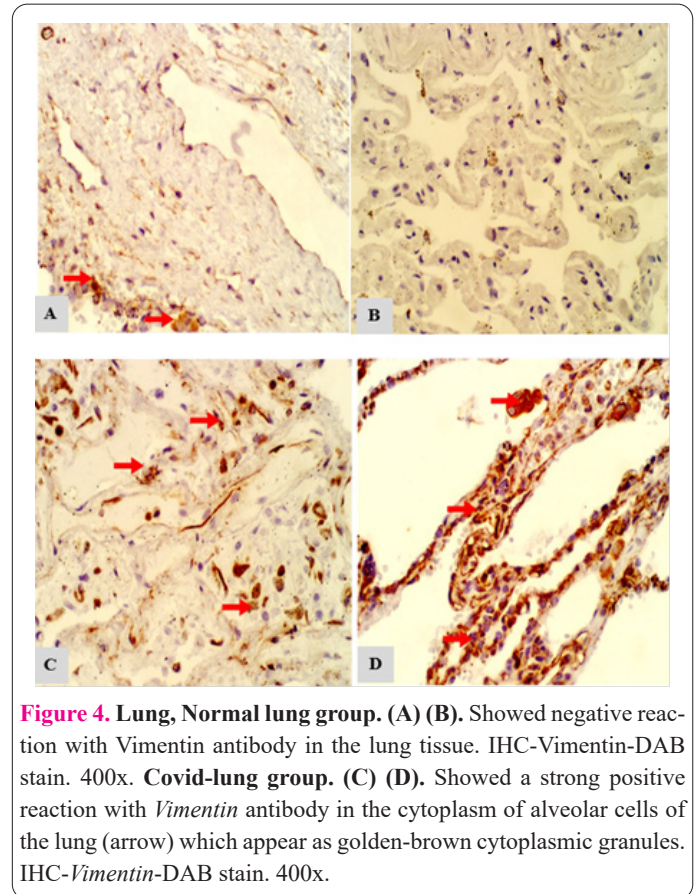 A
B
C
D
Figure 4. Lung, Normal lung group. (A) (B). Showed negative reac-
tion with Vimentin antibody in the lung tissue. IHC-Vimentin-DAB
stain. 400x. Covid-lung group. (C) (D). Showed a strong positive
reaction with Vimentin antibody in the cytoplasm of alveolar cells of
the lung (arrow) which appear as golden-brown cytoplasmic granules.
IHC-Vimentin-DAB stain. 400x.